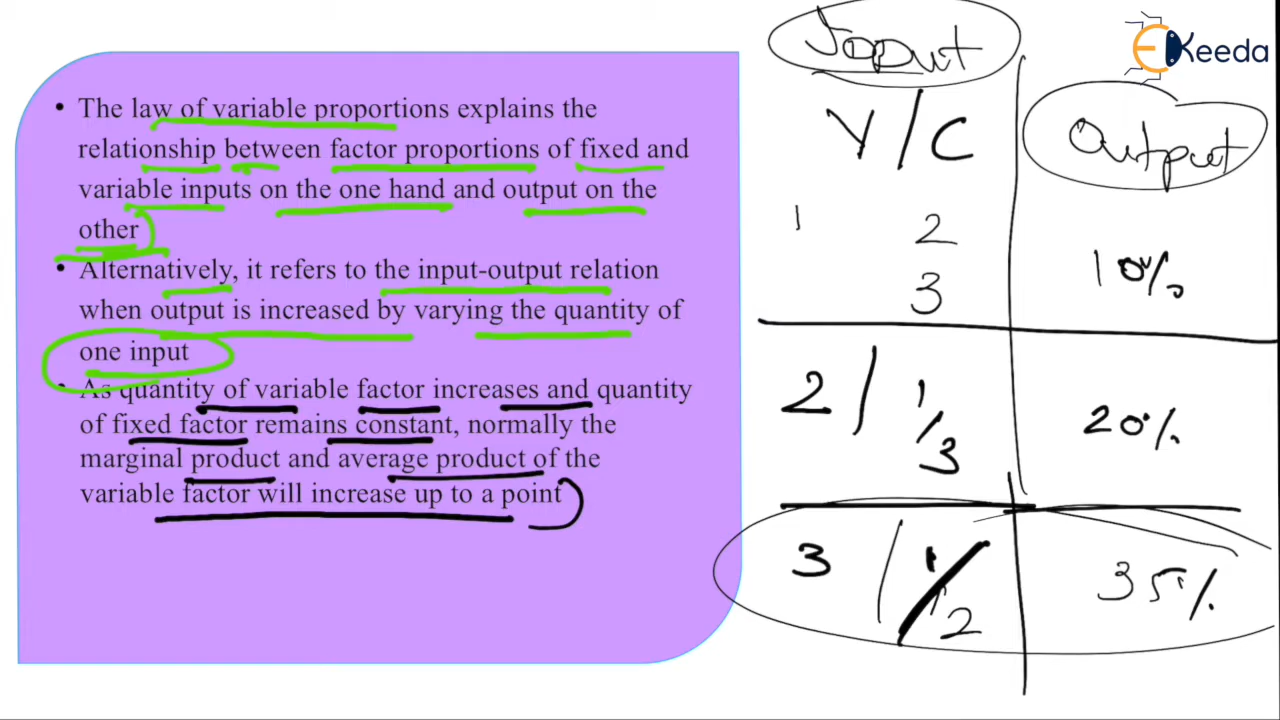 • The law of variable proportions explains the
relationship between factor proportions of fixed and
variable inputs on the one hand and output on the
other
• Alternatively, it refers to the input-output relation
when output is increased by varying the quantity of
one input
• As quantity of variable factor increases and quantity
of fixed factor remains constant, normally the
marginal product and average product of the
variable factor will increase up to a point
EKeeda
Input
V/C
Output
1 2
3
10%
2/ 1/3
20%
3 / 1
2
35%